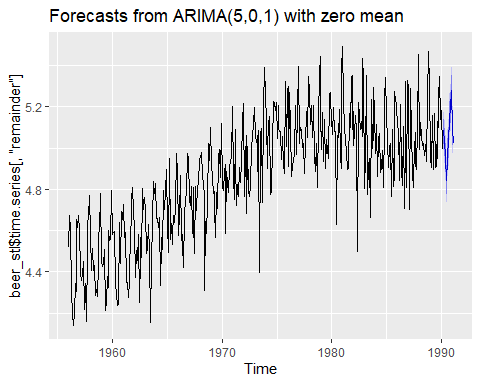 Forecasts from ARIMA(5,0,1) with zero mean
beer_stl$time.series[, "remainder"]
5.2
4.8
4.4
1960
1970
1980
1990
Time